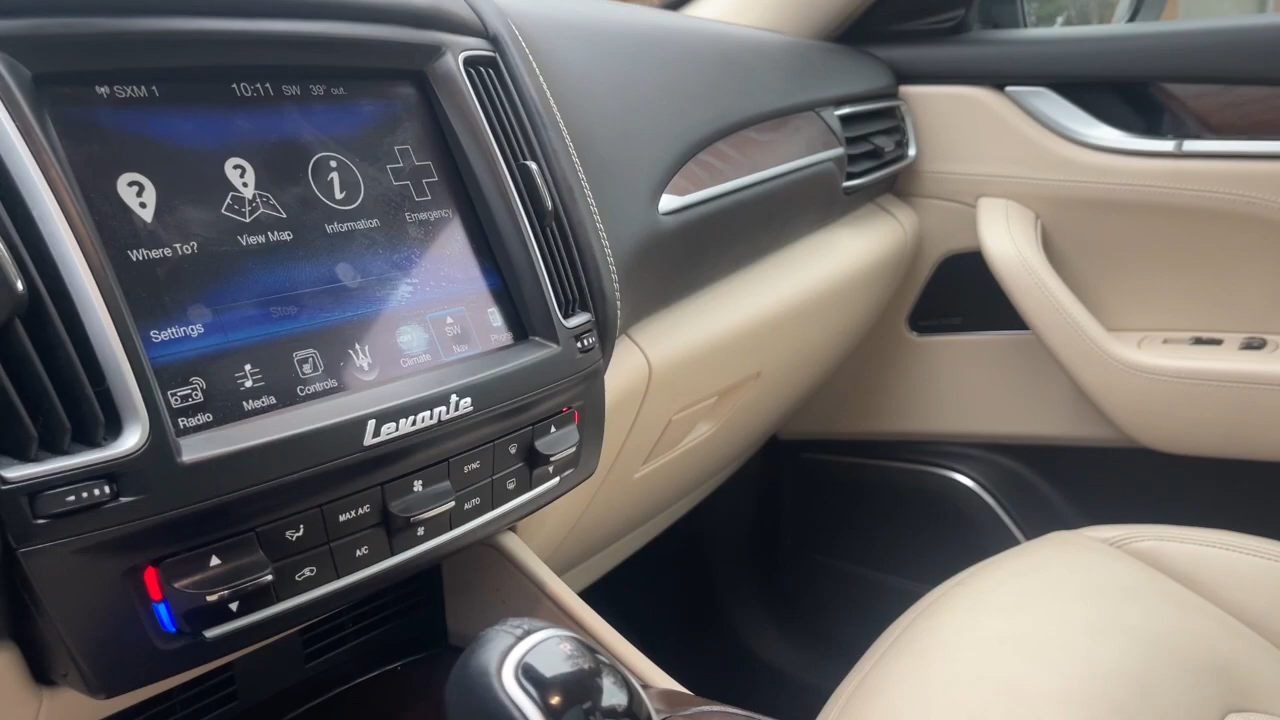 SXM 1 10:11 SW 39° out.
Where To? View Map Information Emergency
Settings Stop
Radio Media Controls Climate SW Nav Phone
Levante
MAX A/C SYNC
A/C AUTO